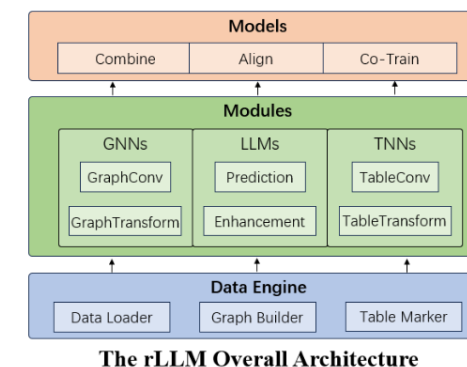 Models
Combine Align Co-Train
Modules
GNNs LLMs TNNs
GraphConv Prediction TableConv
GraphTransform Enhancement TableTransform
Data Engine
Data Loader Graph Builder Table Marker
The rLLM Overall Architecture